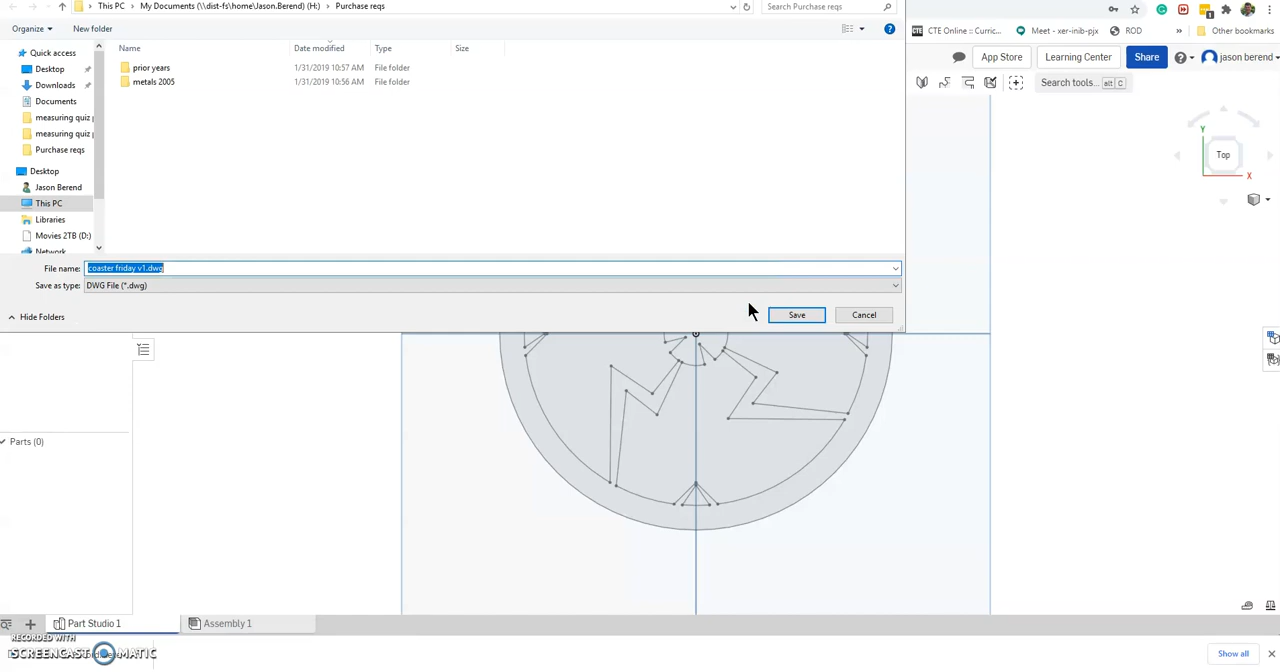 This PC › My Documents (\\dist-fs\home\Jason.Berend) (H:) › Purchase reqs
Search Purchase reqs
Organize
New folder
Name
Date modified
Type
Size
Quick access
Desktop
Downloads
Documents
measuring quiz
measuring quiz
Purchase reqs
Desktop
Jason Berend
This PC
Libraries
Movies 2TB (D:)
Network
prior years 1/31/2019 10:57 AM File folder
metals 2005 1/31/2019 10:56 AM File folder
File name: coaster friday v1.dwg
Save as type: DWG File (*.dwg)
Hide Folders
Save
Cancel
CTE CTE Online :: Curric...
Meet - xer-inib-pjx
ROD
»
Other bookmarks
App Store
Learning Center
Share
jason berend
Search tools... alt C
Y
Top
X
Parts (0)
Part Studio 1
Assembly 1
RECORDED WITH
SCREENCAST MATIC
Show all